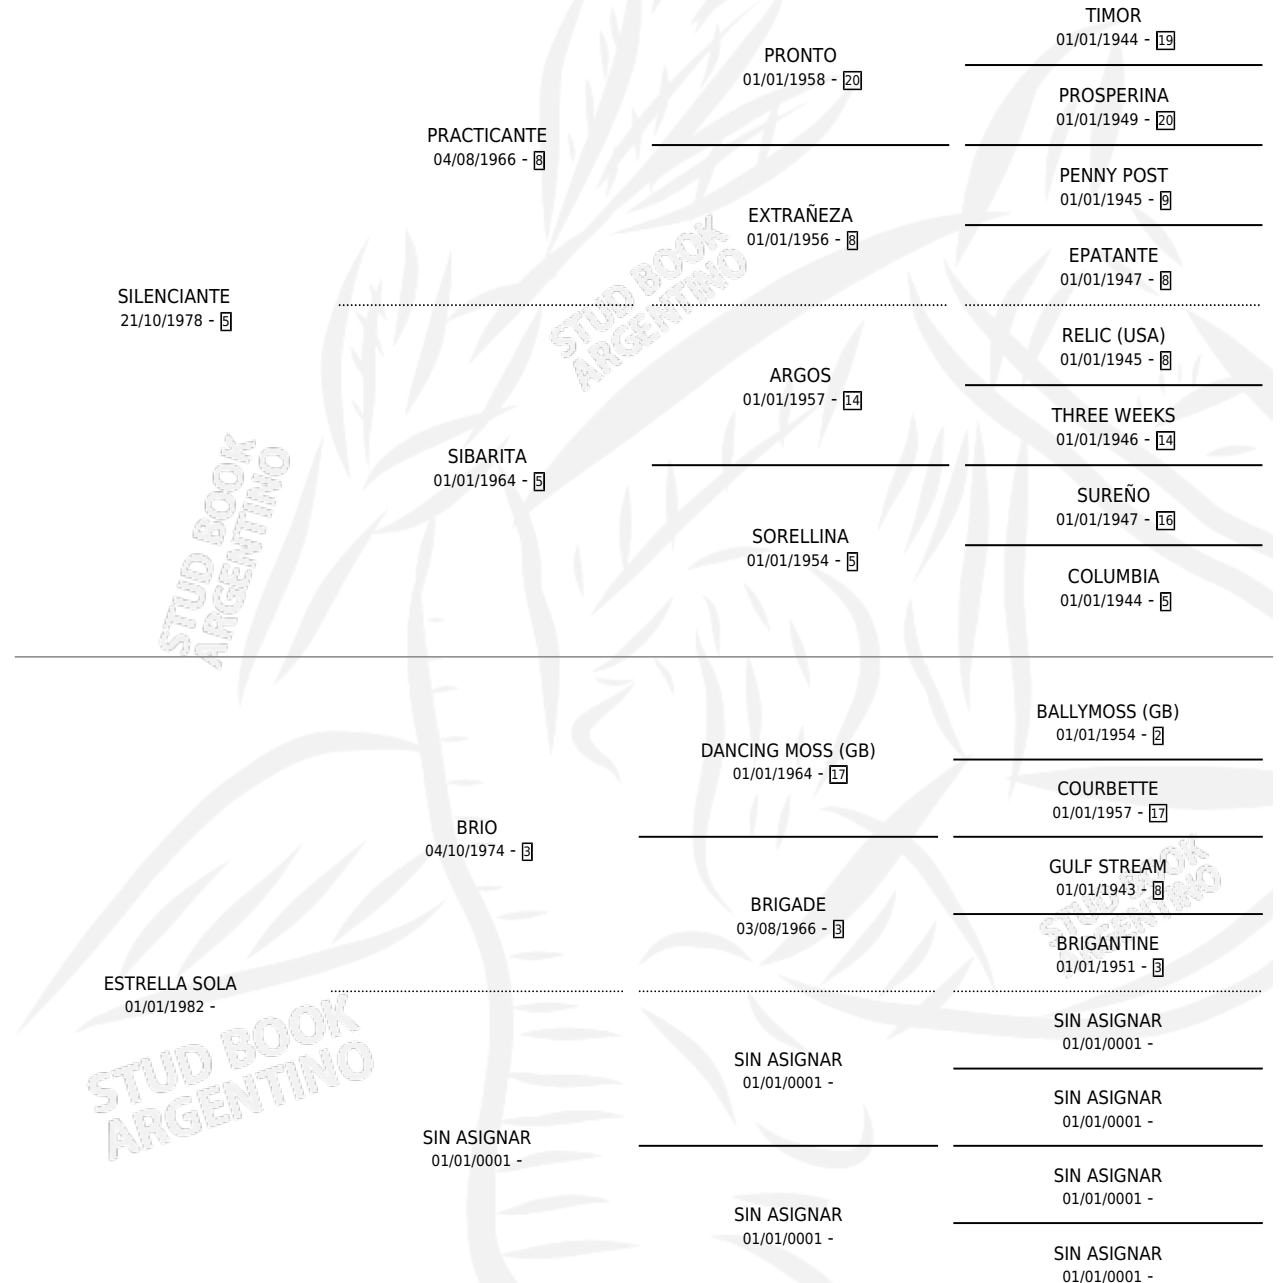 TIMOR
01/01/1944 - 19
PRONTO
01/01/1958 - 20
PROSPERINA
01/01/1949 - 20
PRACTICANTE
04/08/1966 - 8
PENNY POST
01/01/1945 - 9
EXTRAÑEZA
01/01/1956 - 8
EPATANTE
01/01/1947 - 8
SILENCIANTE
21/10/1978 - 5
STUD BOOK
ARGENTINO
RELIC (USA)
01/01/1945 - 8
ARGOS
01/01/1957 - 14
THREE WEEKS
01/01/1946 - 14
SIBARITA
01/01/1964 - 5
SUREÑO
01/01/1947 - 16
SORELLINA
01/01/1954 - 5
COLUMBIA
01/01/1944 - 5
STUD BOOK
ARGENTINO
BALLYMOSS (GB)
01/01/1954 - 2
DANCING MOSS (GB)
01/01/1964 - 17
COURBETTE
01/01/1957 - 17
BRIO
04/10/1974 - 3
GULF STREAM
01/01/1943 - 8
BRIGADE
03/08/1966 - 3
STUD BOOK
ARGENTINO
BRIGANTINE
01/01/1951 - 3
ESTRELLA SOLA
01/01/1982 -
SIN ASIGNAR
01/01/0001 -
STUD BOOK
ARGENTINO
SIN ASIGNAR
01/01/0001 -
SIN ASIGNAR
01/01/0001 -
SIN ASIGNAR
01/01/0001 -
SIN ASIGNAR
01/01/0001 -
SIN ASIGNAR
01/01/0001 -
SIN ASIGNAR
01/01/0001 -